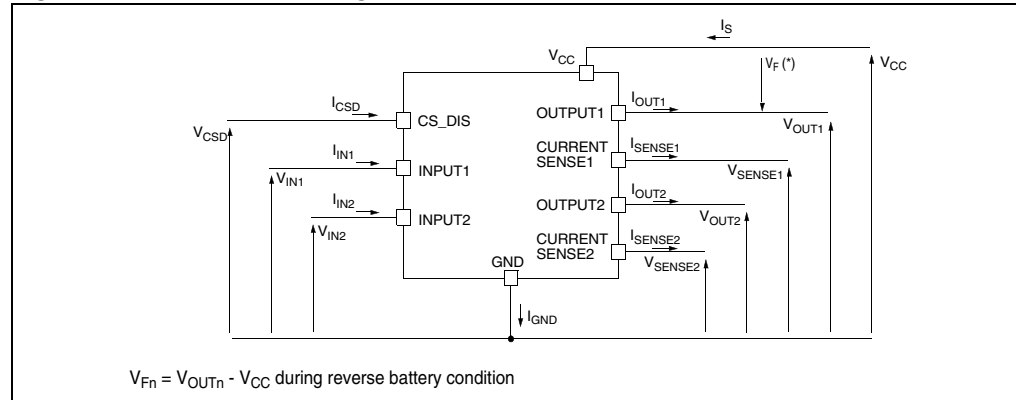 I_S
V_CC
V_F (*)
V_CC
I_CSD
CS_DIS
V_CSD
OUTPUT1
I_OUT1
V_OUT1
I_IN1
INPUT1
V_IN1
CURRENT
SENSE1
I_SENSE1
V_SENSE1
I_IN2
INPUT2
V_IN2
OUTPUT2
I_OUT2
V_OUT2
CURRENT
SENSE2
I_SENSE2
V_SENSE2
GND
I_GND
V_Fn = V_OUTn - V_CC during reverse battery condition